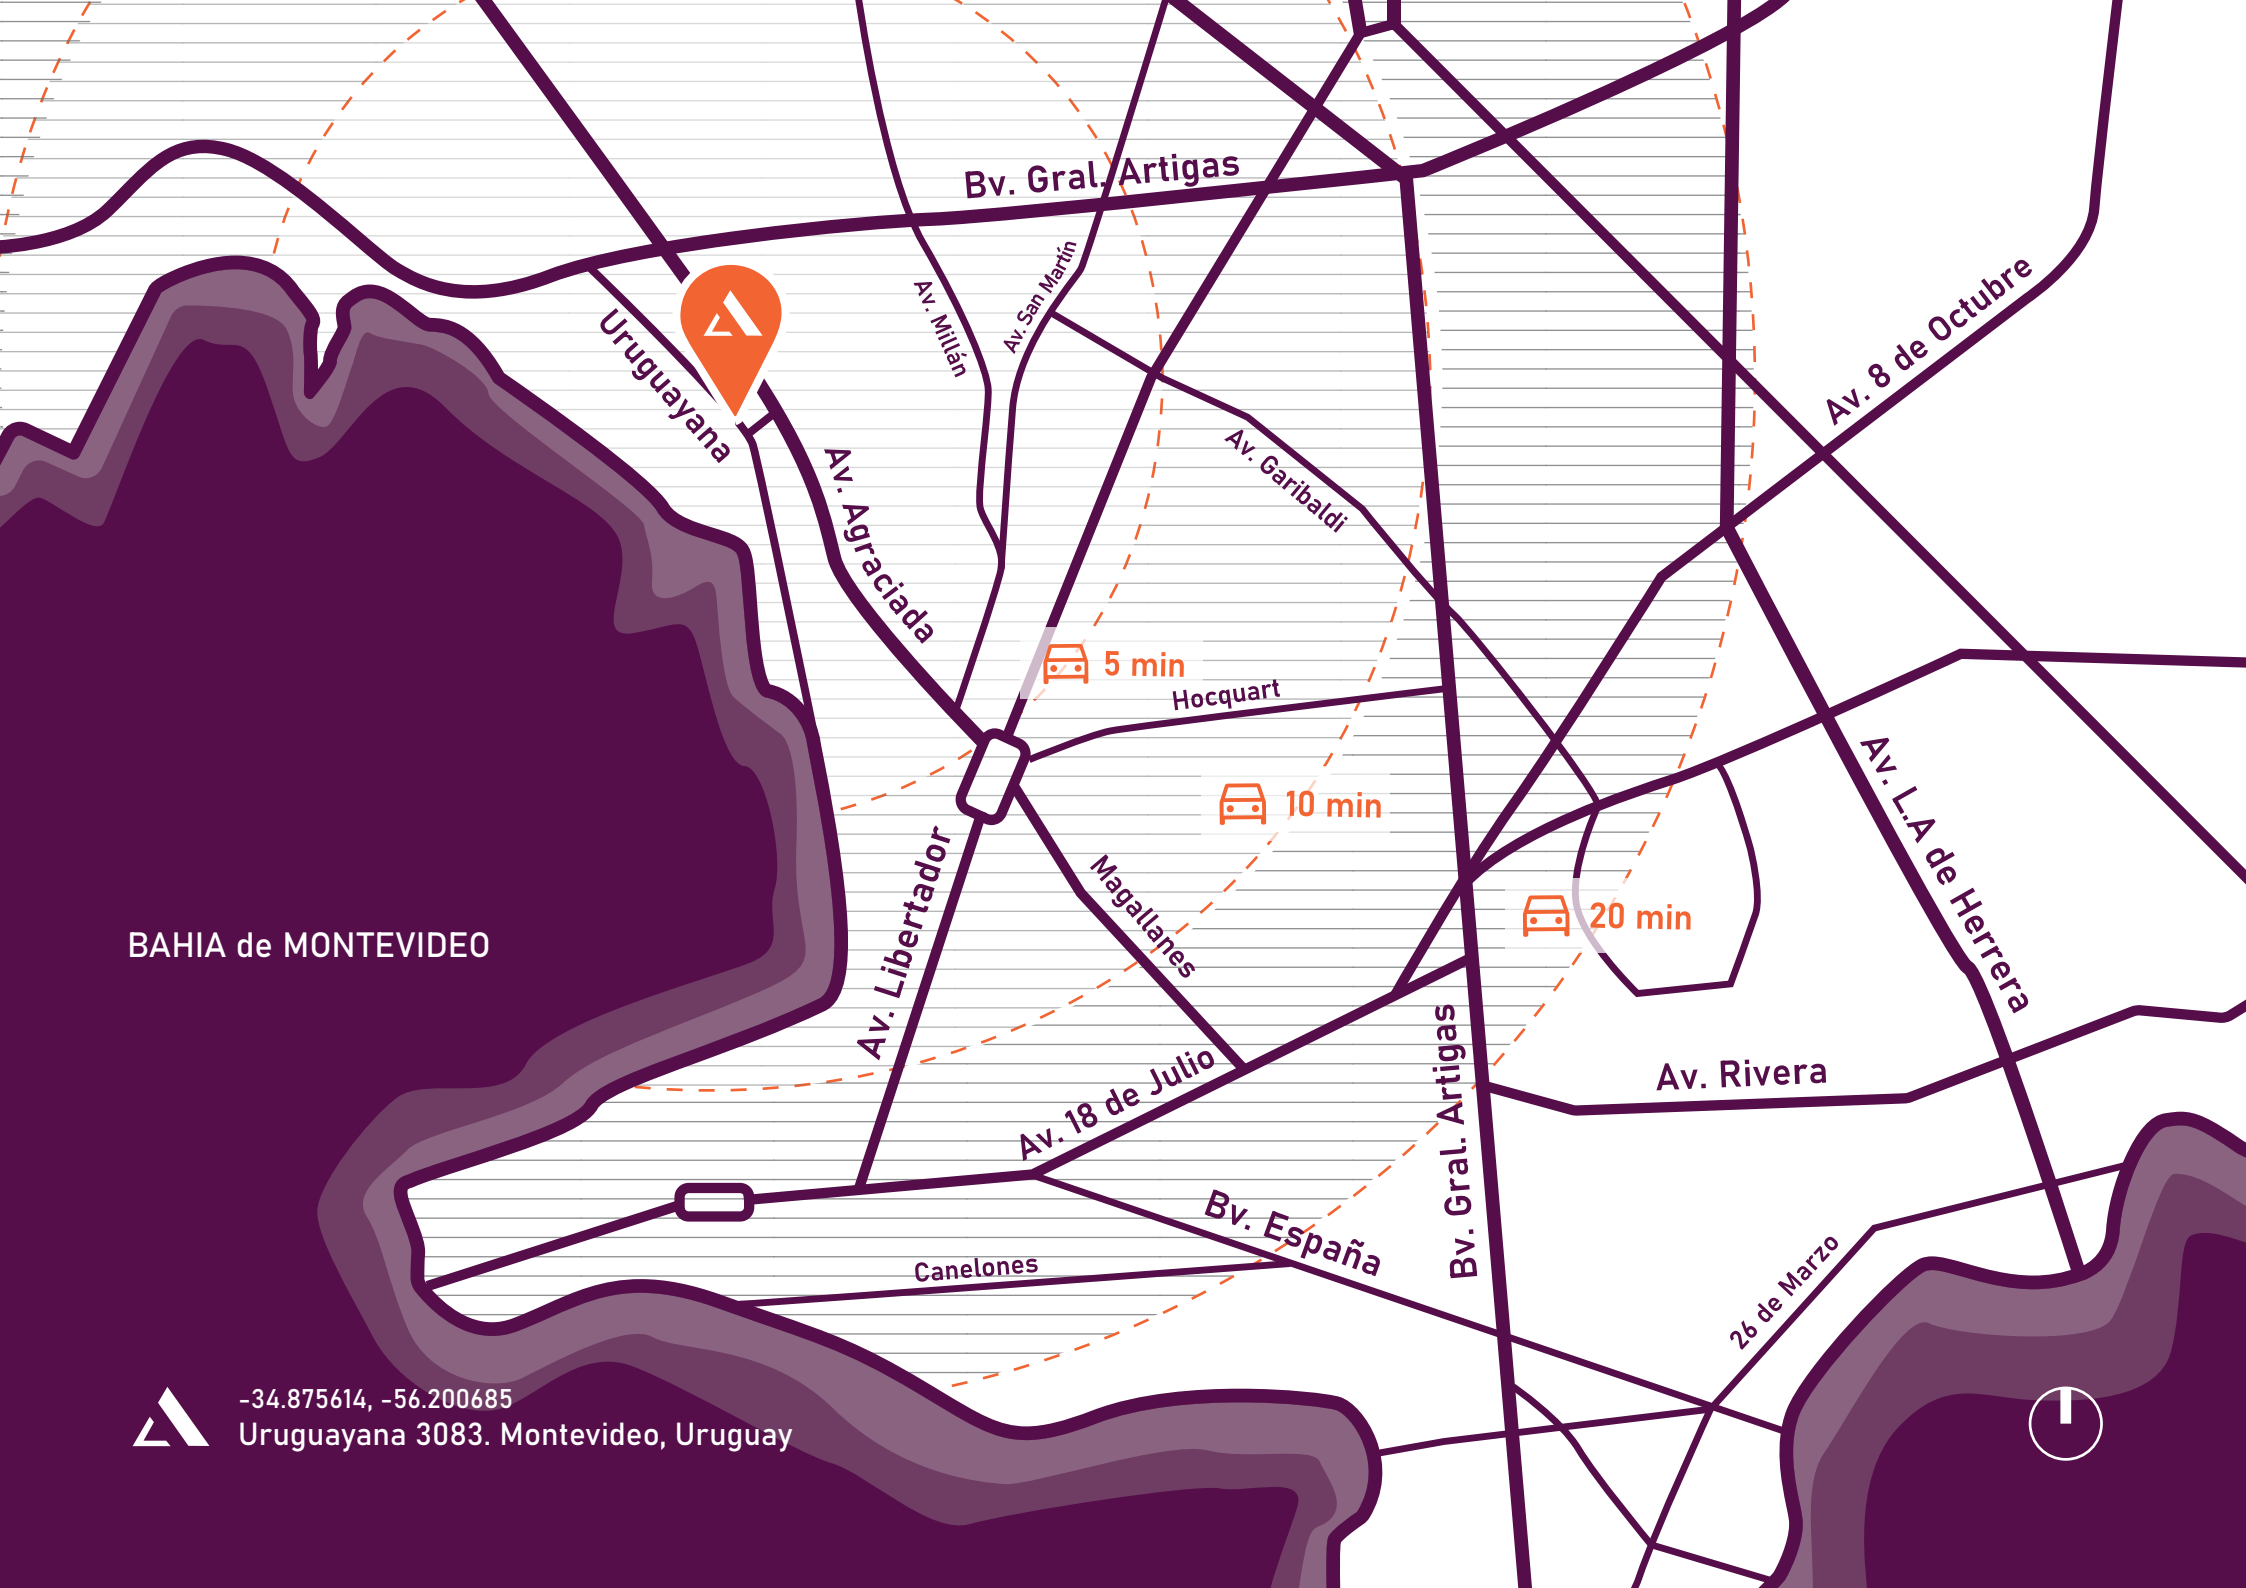 Bv. Gral. Artigas
Av. San Martín
Av. Millán
Uruguayana
Av. 8 de Octubre
Av. Garibaldi
Av. Agraciada
5 min
Hocquart
10 min
Av. L.A de Herrera
Av. Libertador
Magallanes
20 min
BAHIA de MONTEVIDEO
Av. 18 de Julio
Bv. Gral. Artigas
Av. Rivera
Bv. España
Canelones
26 de Marzo
-34.875614, -56.200685
Uruguayana 3083. Montevideo, Uruguay